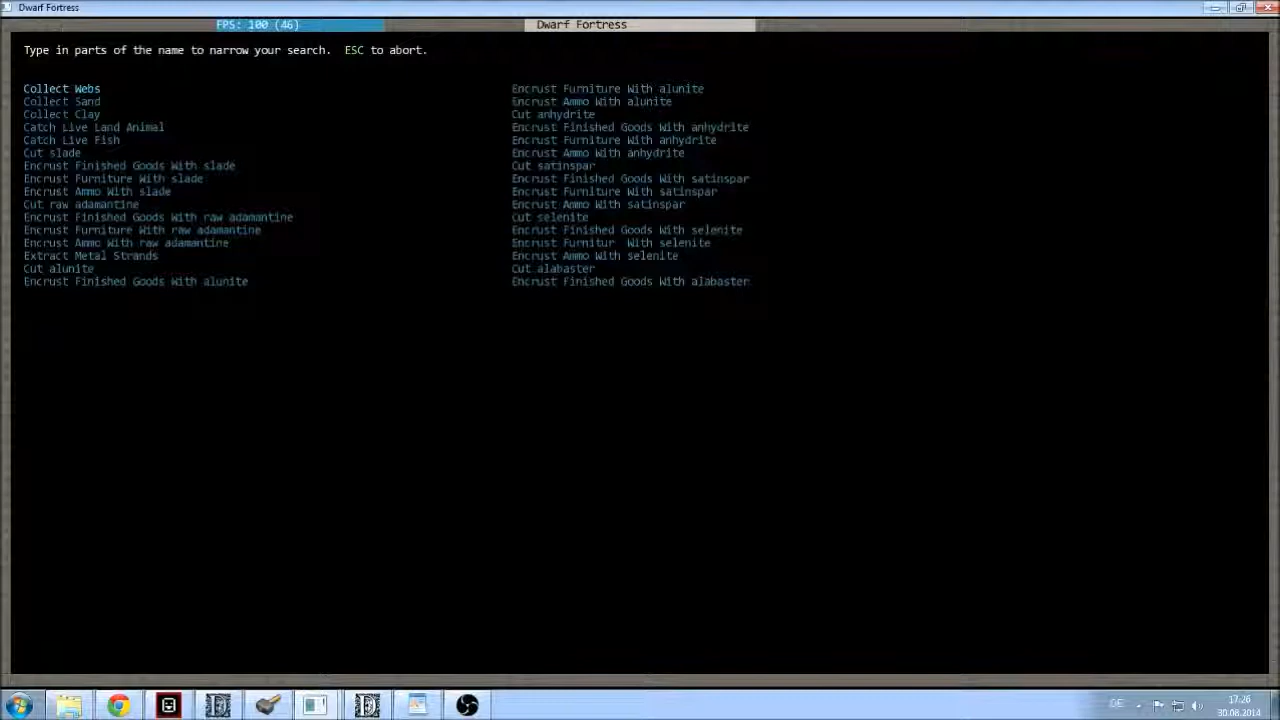 Dwarf Fortress
FPS: 100 (46)
Dwarf Fortress
Type in parts of the name to narrow your search. ESC to abort.
Collect Webs
Collect Sand
Collect Clay
Catch Live Land Animal
Catch Live Fish
Cut slade
Encrust Finished Goods With slade
Encrust Furniture With slade
Encrust Ammo With slade
Cut raw adamantine
Encrust Finished Goods With raw adamantine
Encrust Furniture With raw adamantine
Encrust Ammo With raw adamantine
Extract Metal Strands
Cut alunite
Encrust Finished Goods With alunite
Encrust Furniture With alunite
Encrust Ammo With alunite
Cut anhydrite
Encrust Finished Goods With anhydrite
Encrust Furniture With anhydrite
Encrust Ammo With anhydrite
Cut satinspar
Encrust Finished Goods With satinspar
Encrust Furniture With satinspar
Encrust Ammo With satinspar
Cut selenite
Encrust Finished Goods With selenite
Encrust Furnitur With selenite
Encrust Ammo With selenite
Cut alabaster
Encrust Finished Goods With alabaster
DE
17:26
30.08.2014